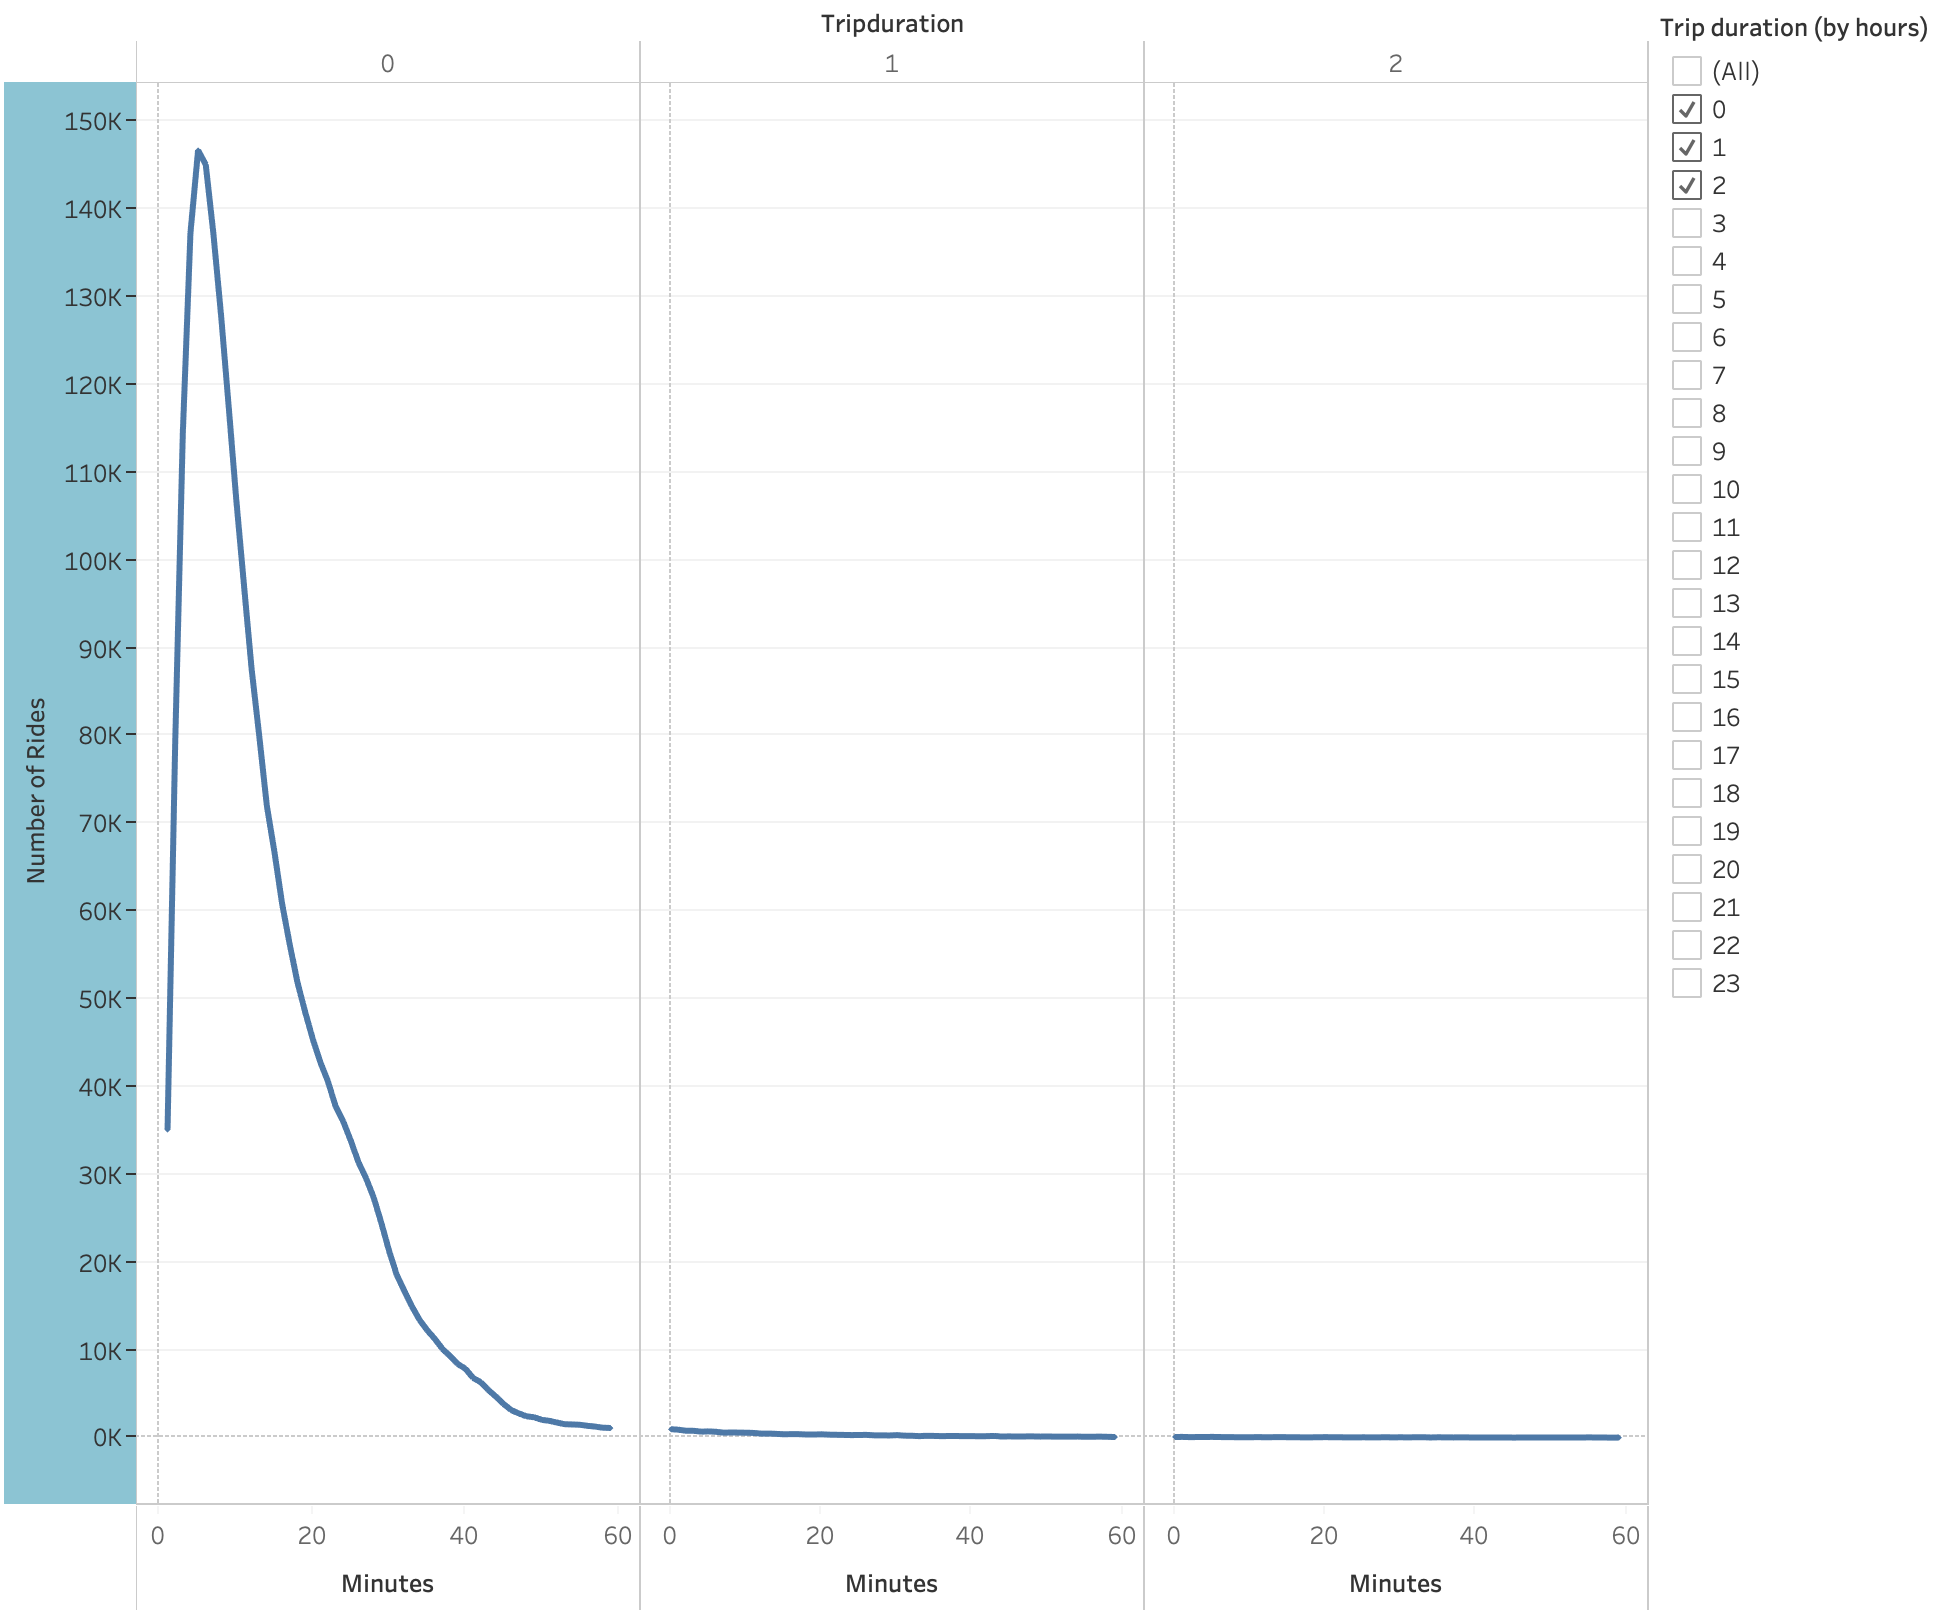 Tripduration
0
1
2
150K
140K
130K
120K
110K
100K
90K
80K
70K
60K
50K
40K
30K
20K
10K
0K
Number of Rides
0 20 40 60
0 20 40 60
0 20 40 60
Minutes
Minutes
Minutes
Trip duration (by hours)
(All)
0
1
2
3
4
5
6
7
8
9
10
11
12
13
14
15
16
17
18
19
20
21
22
23